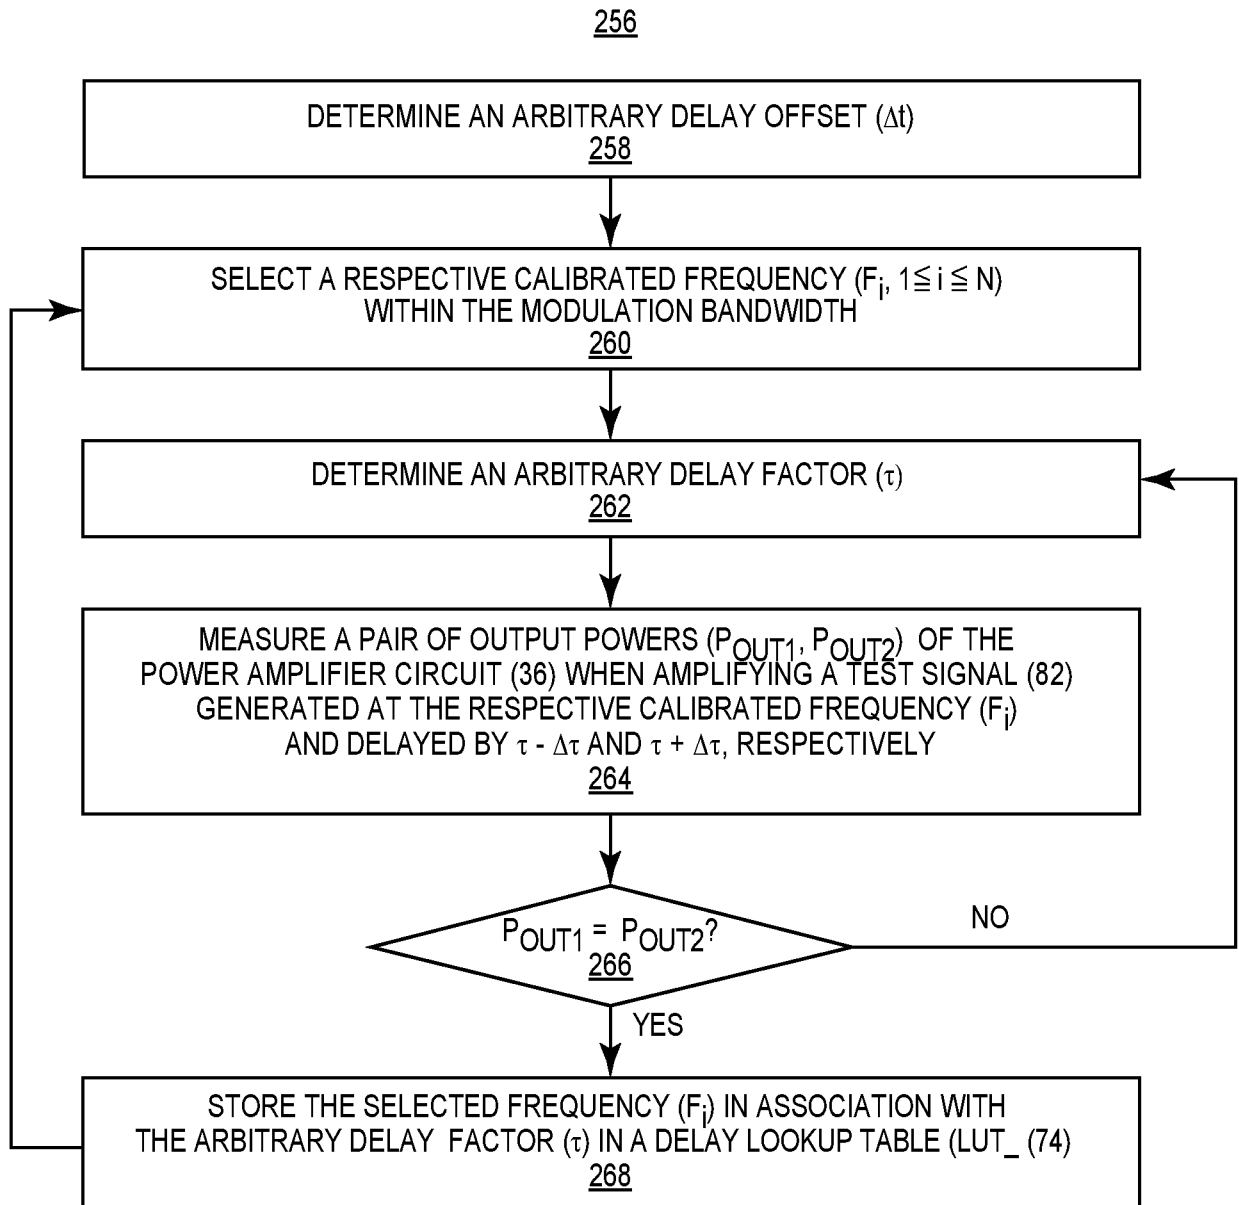 256
DETERMINE AN ARBITRARY DELAY OFFSET (Δt)
258
SELECT A RESPECTIVE CALIBRATED FREQUENCY (Fi, 1≦ i ≦ N)
WITHIN THE MODULATION BANDWIDTH
260
DETERMINE AN ARBITRARY DELAY FACTOR (τ)
262
MEASURE A PAIR OF OUTPUT POWERS (POUT1, POUT2) OF THE
POWER AMPLIFIER CIRCUIT (36) WHEN AMPLIFYING A TEST SIGNAL (82)
GENERATED AT THE RESPECTIVE CALIBRATED FREQUENCY (Fi)
AND DELAYED BY τ - Δτ AND τ + Δτ, RESPECTIVELY
264
POUT1 = POUT2?
266
NO
YES
STORE THE SELECTED FREQUENCY (Fi) IN ASSOCIATION WITH
THE ARBITRARY DELAY FACTOR (τ) IN A DELAY LOOKUP TABLE (LUT_ (74)
268